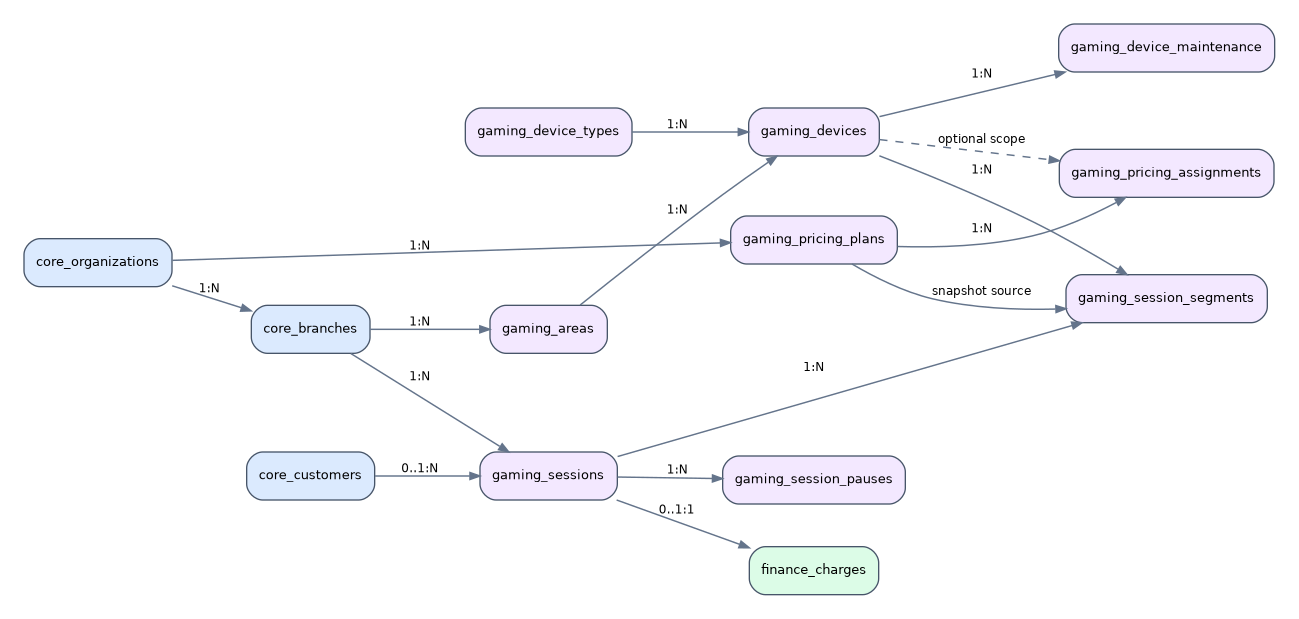 gaming_device_maintenance
1:N
gaming_device_types
1:N
gaming_devices
optional scope
1:N
gaming_pricing_assignments
1:N
gaming_pricing_plans
1:N
core_organizations
1:N
1:N
snapshot source
gaming_session_segments
core_branches
1:N
gaming_areas
1:N
1:N
core_customers
0..1:N
gaming_sessions
1:N
gaming_session_pauses
0..1:1
finance_charges